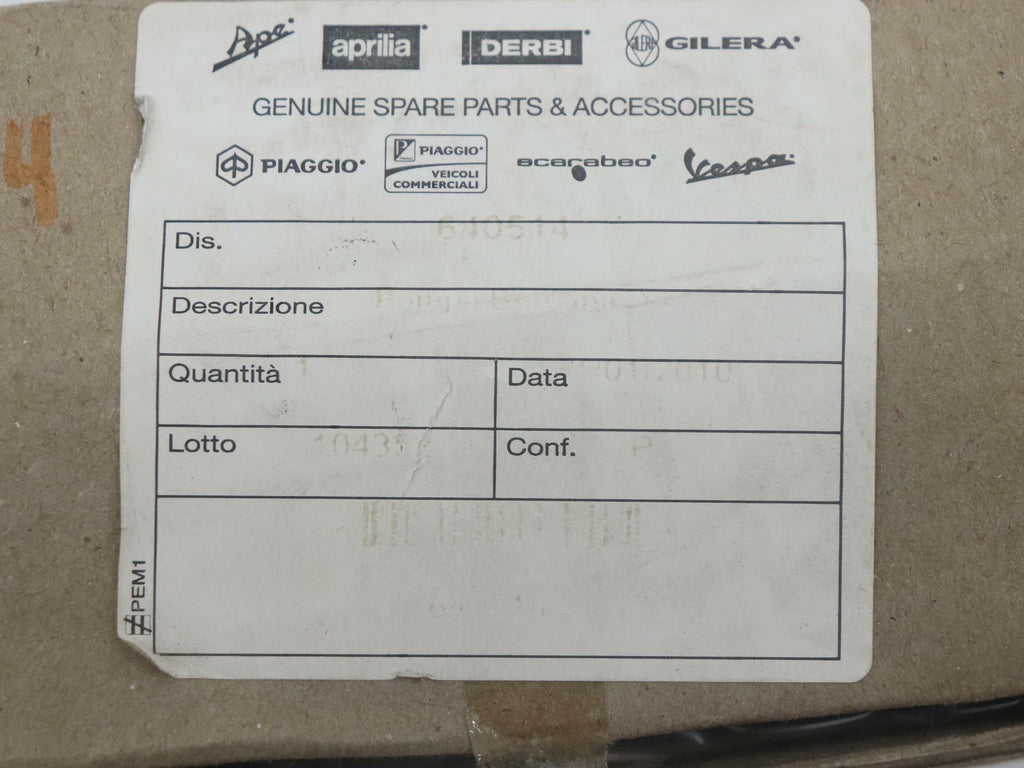 Ape
aprilia DERBI GILERA GILERA
GENUINE SPARE PARTS & ACCESSORIES
PIAGGIO PIAGGIO VEICOLI COMMERCIALI scarabeo Vespa
4
640514
Dis.
Descrizione
Quantità 1 Data
Lotto Conf. P
PEM1